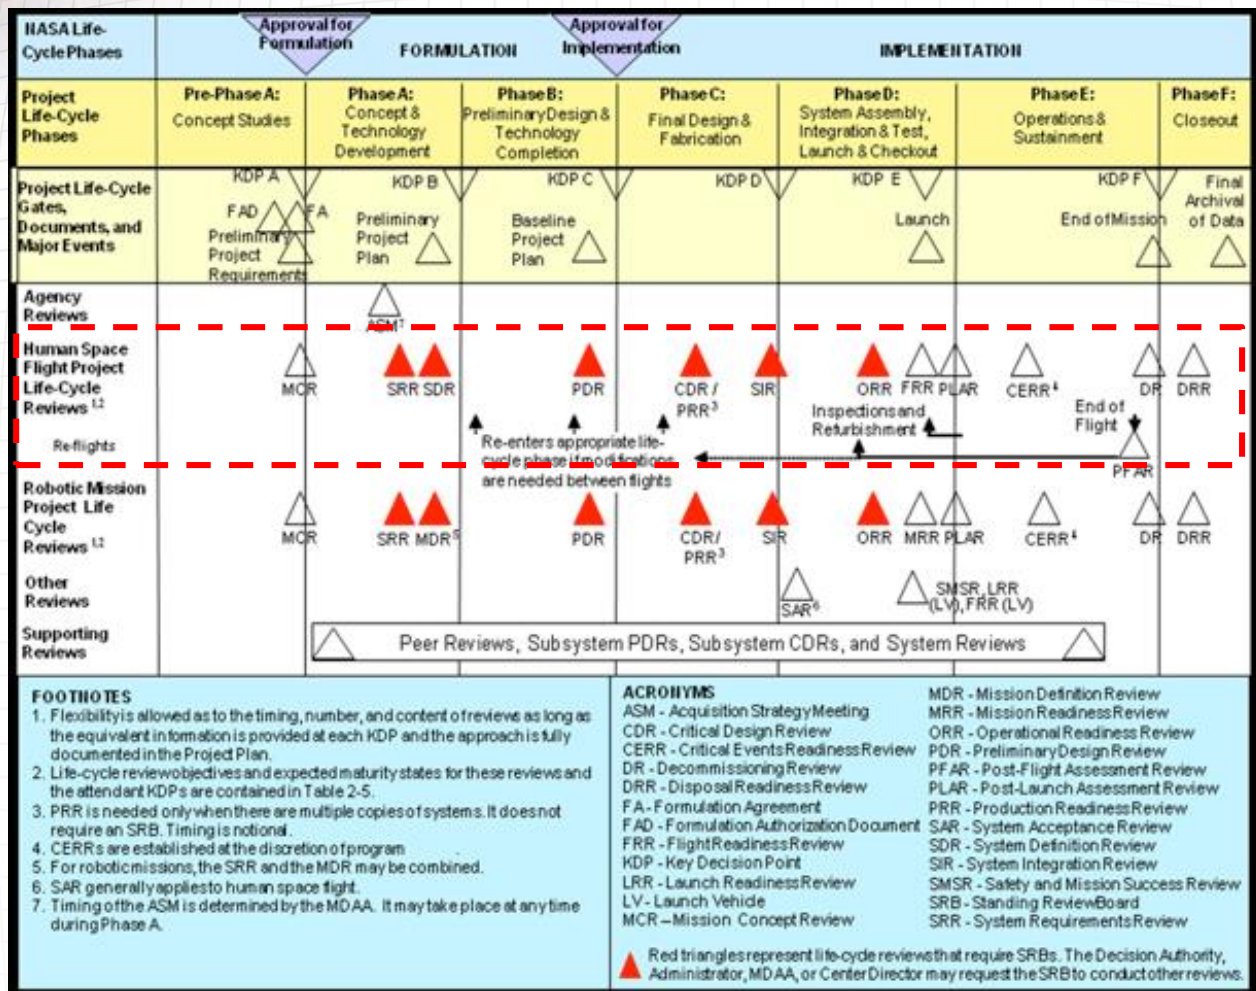 NASA Life-
Cycle Phases
Approval for
Formulation
FORMULATION
Approval for
Implementation
IMPLEMENTATION
Project
Life-Cycle
Phases
Pre-Phase A:
Concept Studies
Phase A:
Concept &
Technology
Development
Phase B:
Preliminary Design &
Technology
Completion
Phase C:
Final Design &
Fabrication
Phase D:
System Assembly,
Integration & Test,
Launch & Checkout
Phase E:
Operations &
Sustainment
Phase F:
Closeout
Project Life-Cycle
Gates,
Documents, and
Major Events
KDP A
FAD
FA
Preliminary
Project
Requirements
KDP B
Preliminary
Project
Plan
KDP C
Baseline
Project
Plan
KDP D
KDP E
Launch
KDP F
End of Mission
Final
Archival
of Data
Agency
Reviews
ASM7
Human Space
Flight Project
Life-Cycle
Reviews 1,2
Re-flights
MCR
SRR SDR
PDR
CDR /
PRR3
SIR
ORR
FRR
PLAR
CERR4
DR
DRR
Re-enters appropriate life-
cycle phase if modifications
are needed between flights
Inspections and
Refurbishment
End of
Flight
PFAR
Robotic Mission
Project Life
Cycle
Reviews 1,2
MCR
SRR MDR5
PDR
CDR/
PRR3
SIR
ORR
MRR
PLAR
CERR4
DR
DRR
Other
Reviews
SAR6
SMSR, LRR
(LV), FRR (LV)
Supporting
Reviews
Peer Reviews, Subsystem PDRs, Subsystem CDRs, and System Reviews
FOOTNOTES
1. Flexibility is allowed as to the timing, number, and content of reviews as long as
the equivalent information is provided at each KDP and the approach is fully
documented in the Project Plan.
2. Life-cycle review objectives and expected maturity states for these reviews and
the attendant KDPs are contained in Table 2-5.
3. PRR is needed only when there are multiple copies of systems. It does not
require an SRB. Timing is notional.
4. CERRs are established at the discretion of program
5. For robotic missions, the SRR and the MDR may be combined.
6. SAR generally applies to human space flight.
7. Timing of the ASM is determined by the MDAA. It may take place at any time
during Phase A.
ACRONYMS
ASM - Acquisition Strategy Meeting
CDR - Critical Design Review
CERR - Critical Events Readiness Review
DR - Decommissioning Review
DRR - Disposal Readiness Review
FA - Formulation Agreement
FAD - Formulation Authorization Document
FRR - Flight Readiness Review
KDP - Key Decision Point
LRR - Launch Readiness Review
LV - Launch Vehicle
MCR – Mission Concept Review
MDR - Mission Definition Review
MRR - Mission Readiness Review
ORR - Operational Readiness Review
PDR - Preliminary Design Review
PFAR - Post-Flight Assessment Review
PLAR - Post-Launch Assessment Review
PRR - Production Readiness Review
SAR - System Acceptance Review
SDR - System Definition Review
SIR - System Integration Review
SMSR - Safety and Mission Success Review
SRB - Standing Review Board
SRR - System Requirements Review
Red triangles represent life-cycle reviews that require SRBs. The Decision Authority,
Administrator, MDAA, or Center Director may request the SRB to conduct other reviews.